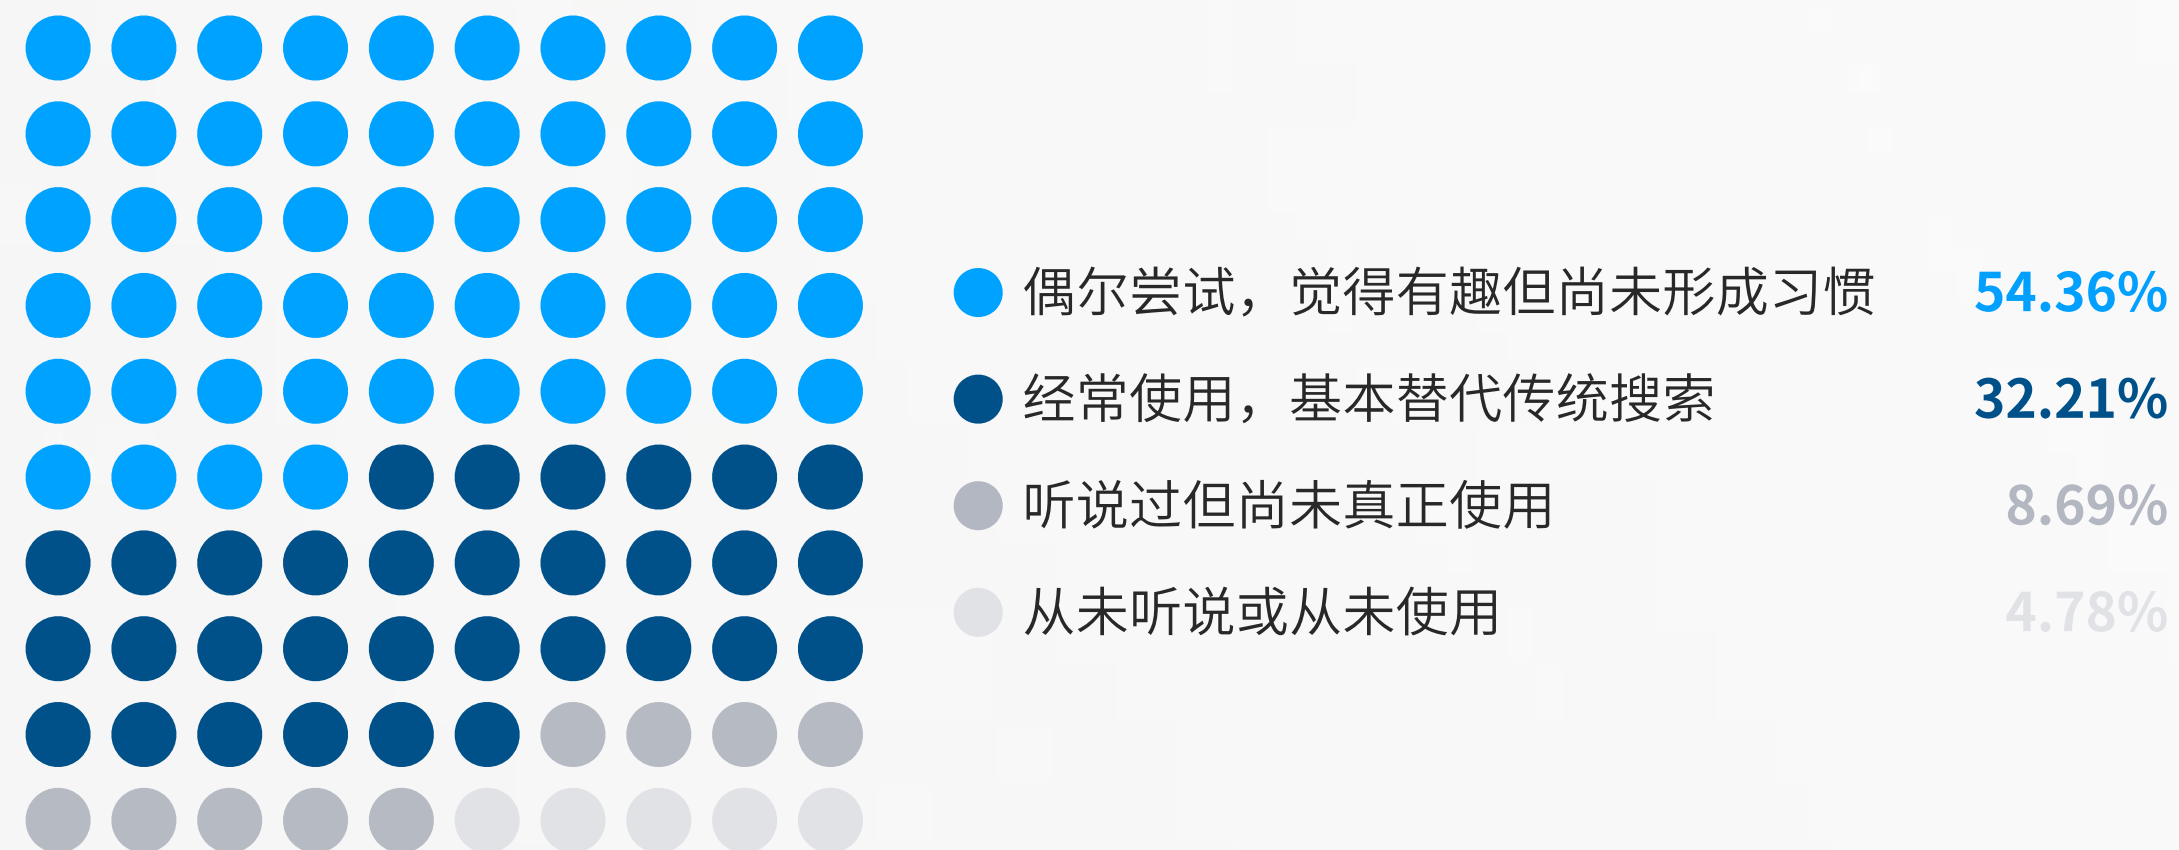 偶尔尝试，觉得有趣但尚未形成习惯 54.36%
经常使用，基本替代传统搜索 32.21%
听说过但尚未真正使用 8.69%
从未听说或从未使用 4.78%